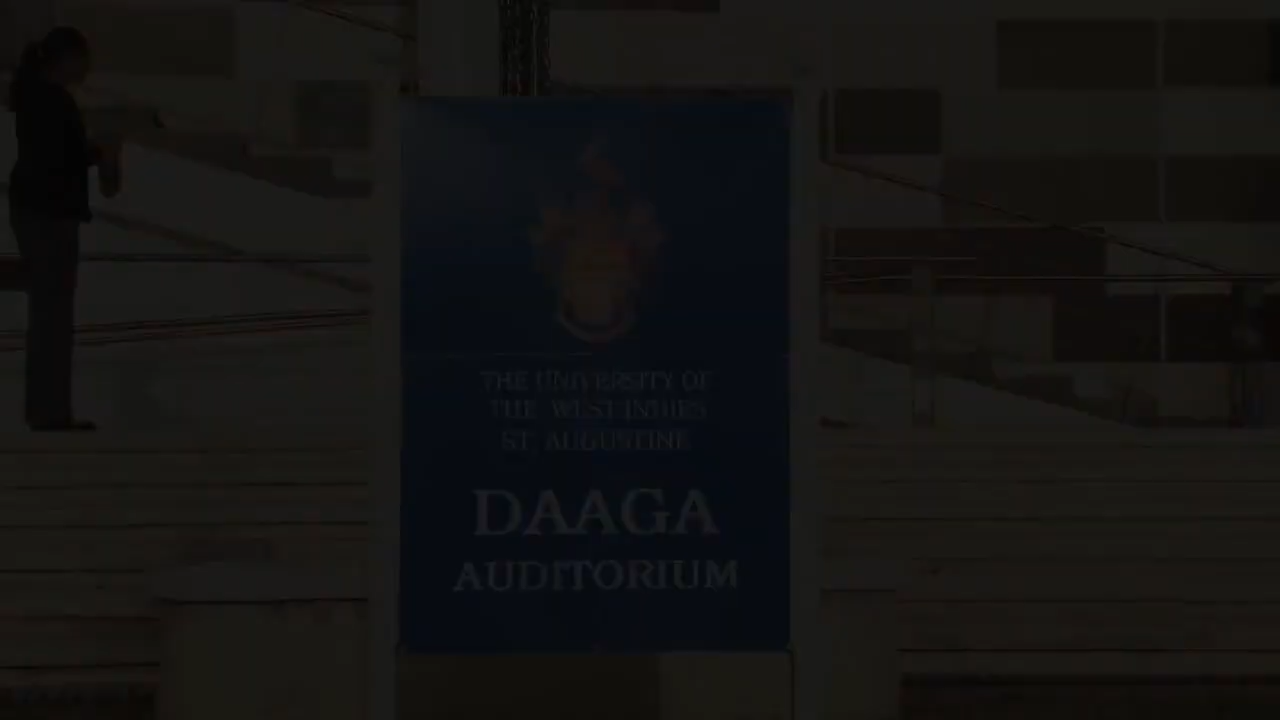 THE UNIVERSITY OF
THE WEST INDIES
ST. AUGUSTINE
DAAGA
AUDITORIUM